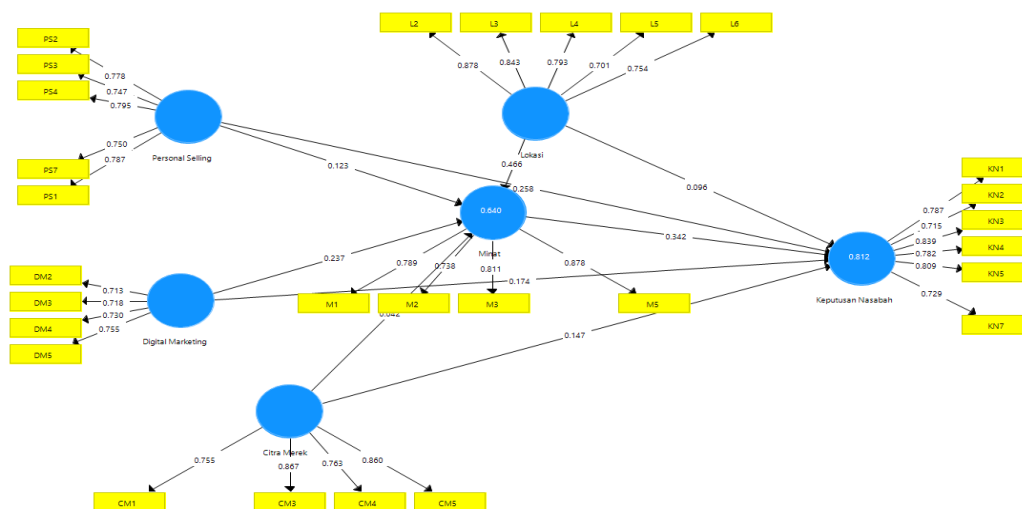 L2
L3
L4
L5
L6
PS2
PS3
PS4
PS7
PS1
0.778
0.747
0.795
0.750
0.787
Personal Selling
0.878
0.843
0.793
0.701
0.754
Lokasi
0.123
0.466
0.258
0.096
0.640
Minat
0.237
0.342
0.174
0.789
0.738
0.811
0.878
M1
M2
M3
M5
0.042
0.147
0.812
Keputusan Nasabah
0.787
0.715
0.839
0.782
0.809
0.729
KN1
KN2
KN3
KN4
KN5
KN7
DM2
DM3
DM4
DM5
0.713
0.718
0.730
0.755
Digital Marketing
Citra Merek
0.755
0.867
0.763
0.860
CM1
CM3
CM4
CM5